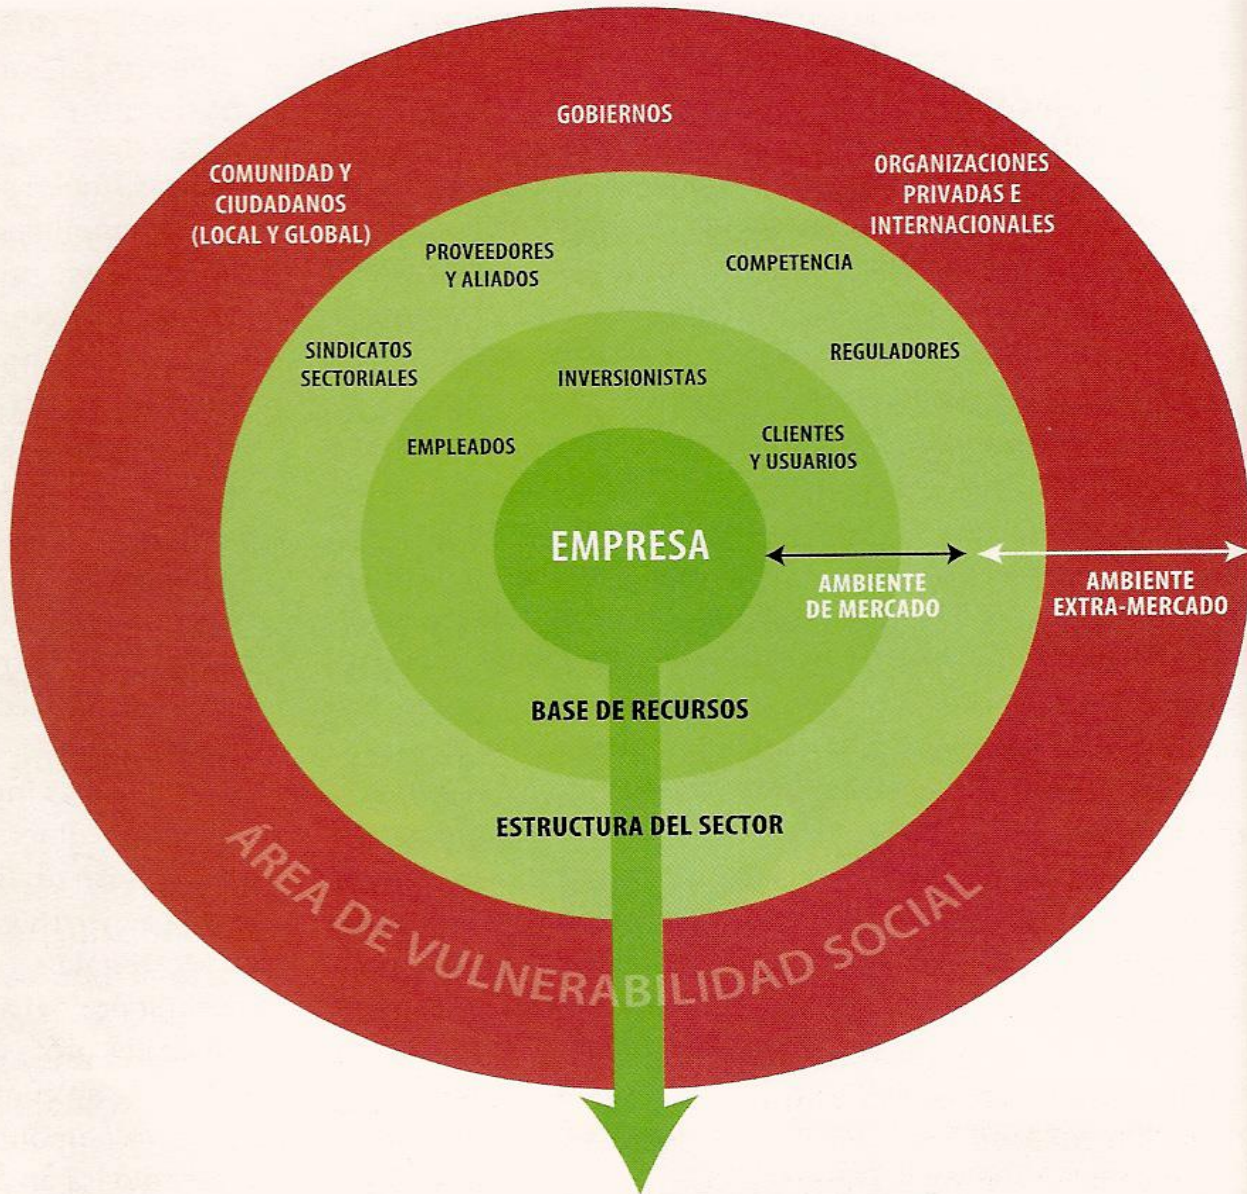 GOBIERNOS
COMUNIDAD Y
CIUDADANOS
(LOCAL Y GLOBAL)
ORGANIZACIONES
PRIVADAS E
INTERNACIONALES
PROVEEDORES
Y ALIADOS
COMPETENCIA
SINDICATOS
SECTORIALES
REGULADORES
INVERSIONISTAS
EMPLEADOS
CLIENTES
Y USUARIOS
EMPRESA
AMBIENTE
DE MERCADO
AMBIENTE
EXTRA-MERCADO
BASE DE RECURSOS
ESTRUCTURA DEL SECTOR
ÁREA DE VULNERABILIDAD SOCIAL